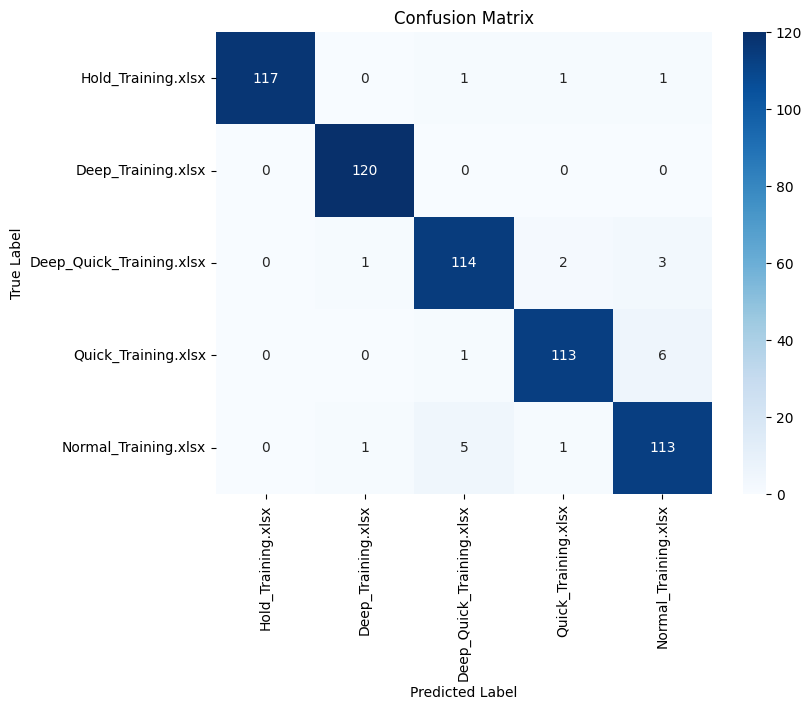 Confusion Matrix
True Label
Hold_Training.xlsx 117 0 1 1 1
Deep_Training.xlsx 0 120 0 0 0
Deep_Quick_Training.xlsx 0 1 114 2 3
Quick_Training.xlsx 0 0 1 113 6
Normal_Training.xlsx 0 1 5 1 113
Hold_Training.xlsx
Deep_Training.xlsx
Deep_Quick_Training.xlsx
Quick_Training.xlsx
Normal_Training.xlsx
Predicted Label
120
100
80
60
40
20
0